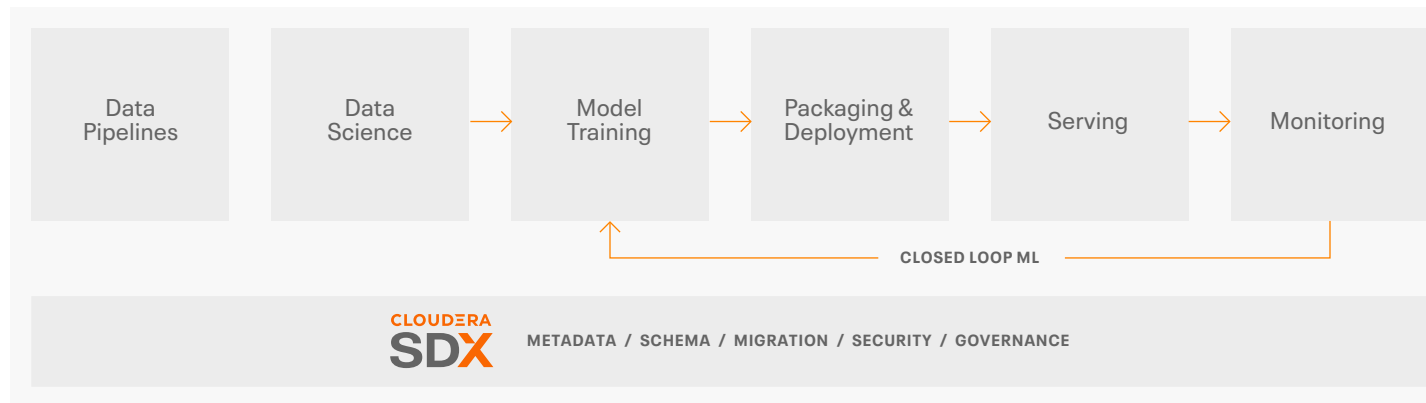 Data
Pipelines
Data
Science
Model
Training
Packaging &
Deployment
Serving
Monitoring
CLOSED LOOP ML
CLOUDERA
SDX
METADATA / SCHEMA / MIGRATION / SECURITY / GOVERNANCE